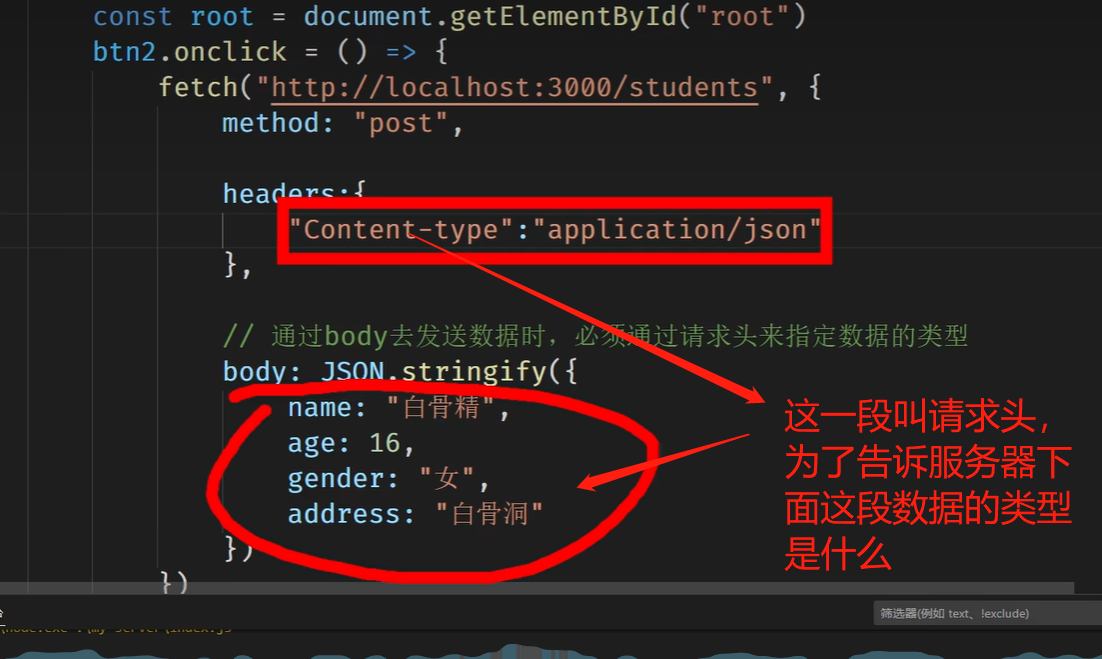 const root = document.getElementById("root")
btn2.onclick = () => {
fetch("http://localhost:3000/students", {
method: "post",
headers:{
"Content-type":"application/json"
},
// 通过body去发送数据时，必须通过请求头来指定数据的类型
body: JSON.stringify({
name: "白骨精",
age: 16,
gender: "女",
address: "白骨洞"
})
})
这一段叫请求头，
为了告诉服务器下
面这段数据的类型
是什么
筛选器(例如 text、!exclude)